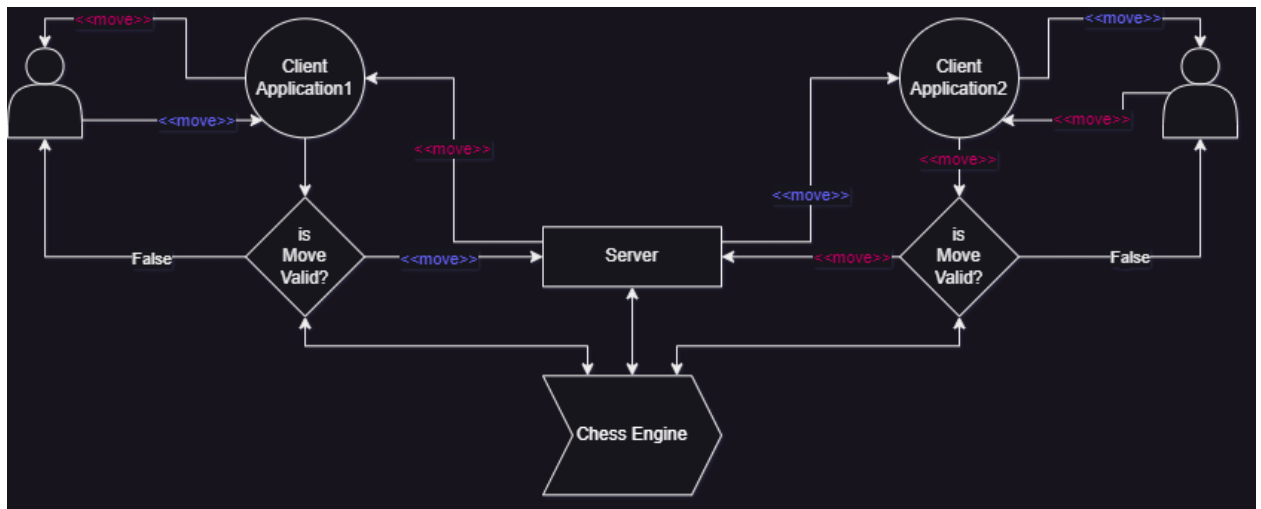 <<move>>
Client
Application1
Client
Application2
<<move>>
<<move>>
<<move>>
<<move>>
<<move>>
<<move>>
is
Move
Valid?
is
Move
Valid?
False
<<move>>
Server
<<move>>
False
Chess Engine